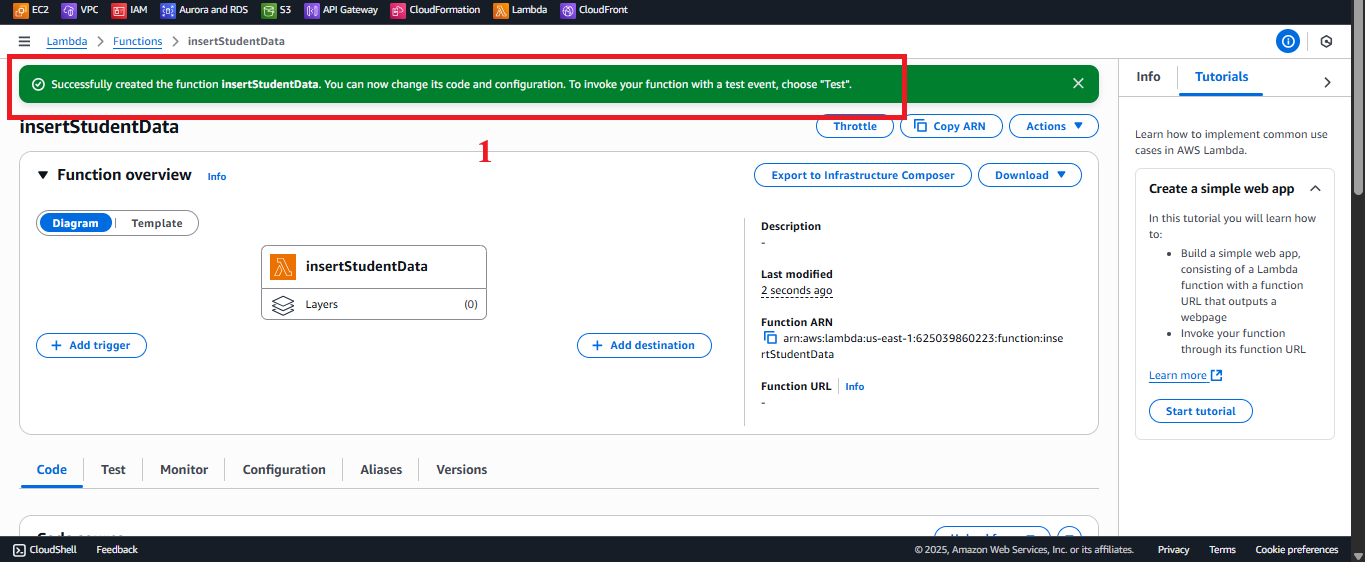 EC2 VPC IAM Aurora and RDS S3 API Gateway CloudFormation Lambda CloudFront
Lambda > Functions > insertStudentData
Successfully created the function insertStudentData. You can now change its code and configuration. To invoke your function with a test event, choose "Test".
insertStudentData
Throttle Copy ARN Actions
1
Function overview Info
Export to Infrastructure Composer Download
Diagram Template
insertStudentData
Layers (0)
Add trigger
Add destination
Description
-
Last modified
2 seconds ago
Function ARN
arn:aws:lambda:us-east-1:625039860223:function:inse
rtStudentData
Function URL Info
-
Code Test Monitor Configuration Aliases Versions
Info Tutorials
Learn how to implement common use
cases in AWS Lambda.
Create a simple web app
In this tutorial you will learn how
to:
• Build a simple web app,
consisting of a Lambda
function with a function
URL that outputs a
webpage
• Invoke your function
through its function URL
Learn more
Start tutorial
CloudShell Feedback
© 2025, Amazon Web Services, Inc. or its affiliates. Privacy Terms Cookie preferences